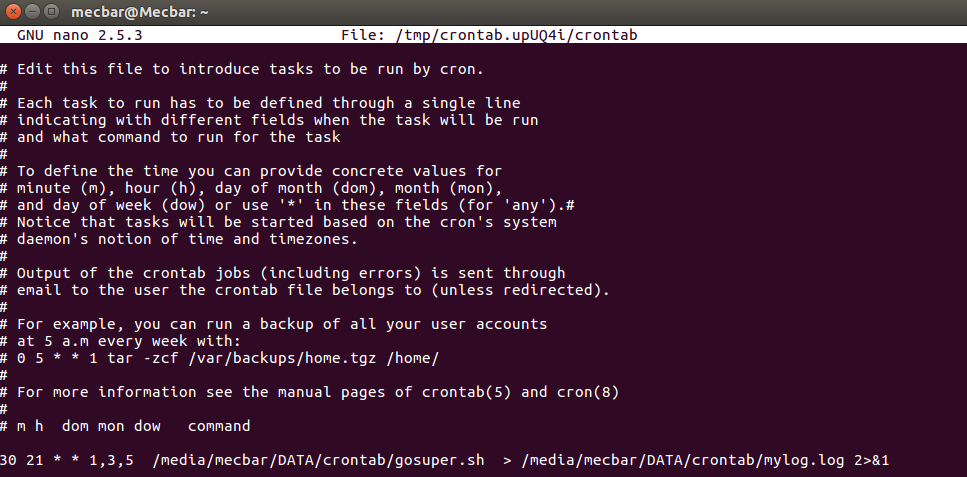 mecbar@Mecbar: ~
GNU nano 2.5.3 File: /tmp/crontab.upUQ4i/crontab
# Edit this file to introduce tasks to be run by cron.
#
# Each task to run has to be defined through a single line
# indicating with different fields when the task will be run
# and what command to run for the task
#
# To define the time you can provide concrete values for
# minute (m), hour (h), day of month (dom), month (mon),
# and day of week (dow) or use '*' in these fields (for 'any').#
# Notice that tasks will be started based on the cron's system
# daemon's notion of time and timezones.
#
# Output of the crontab jobs (including errors) is sent through
# email to the user the crontab file belongs to (unless redirected).
#
# For example, you can run a backup of all your user accounts
# at 5 a.m every week with:
# 0 5 * * 1 tar -zcf /var/backups/home.tgz /home/
#
# For more information see the manual pages of crontab(5) and cron(8)
#
# m h  dom mon dow   command
30 21 * * 1,3,5  /media/mecbar/DATA/crontab/gosuper.sh  > /media/mecbar/DATA/crontab/mylog.log 2>&1